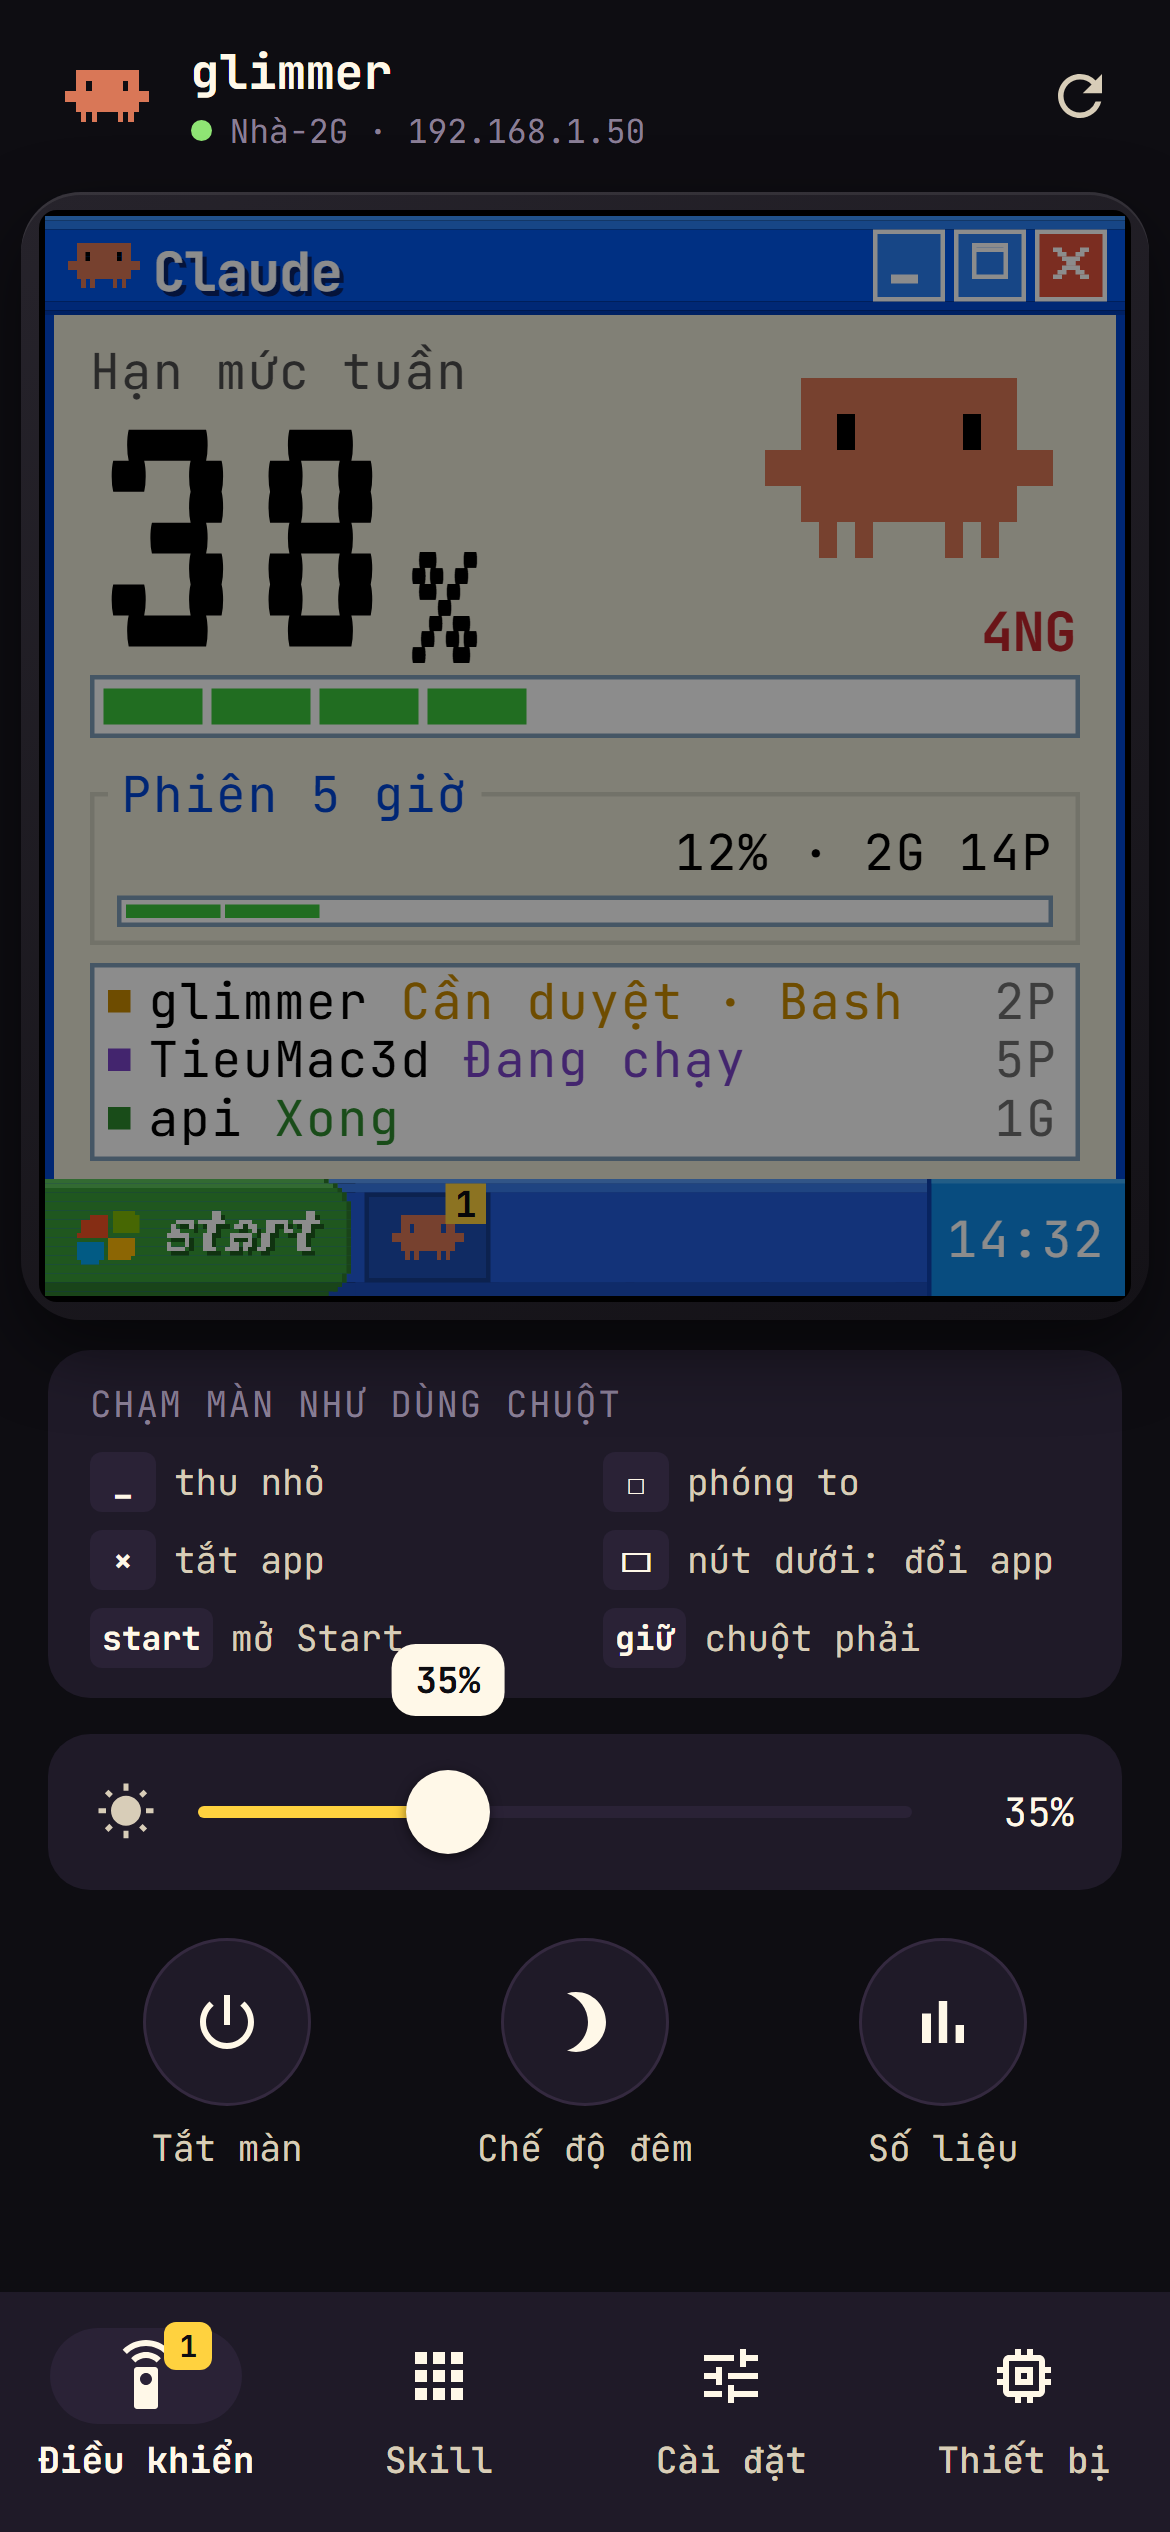 glimmer
Nhà-2G · 192.168.1.50
Claude
Hạn mức tuần
38%
4NG
Phiên 5 giờ
12% · 2G 14P
glimmer Cần duyệt · Bash 2P
TieuMac3d Đang chạy 5P
api Xong 1G
start 1 14:32
CHẠM MÀN NHƯ DÙNG CHUỘT
thu nhỏ
phóng to
tắt app
nút dưới: đổi app
start mở Start
giữ chuột phải
35%
35%
Tắt màn
Chế độ đêm
Số liệu
1
Điều khiển
Skill
Cài đặt
Thiết bị